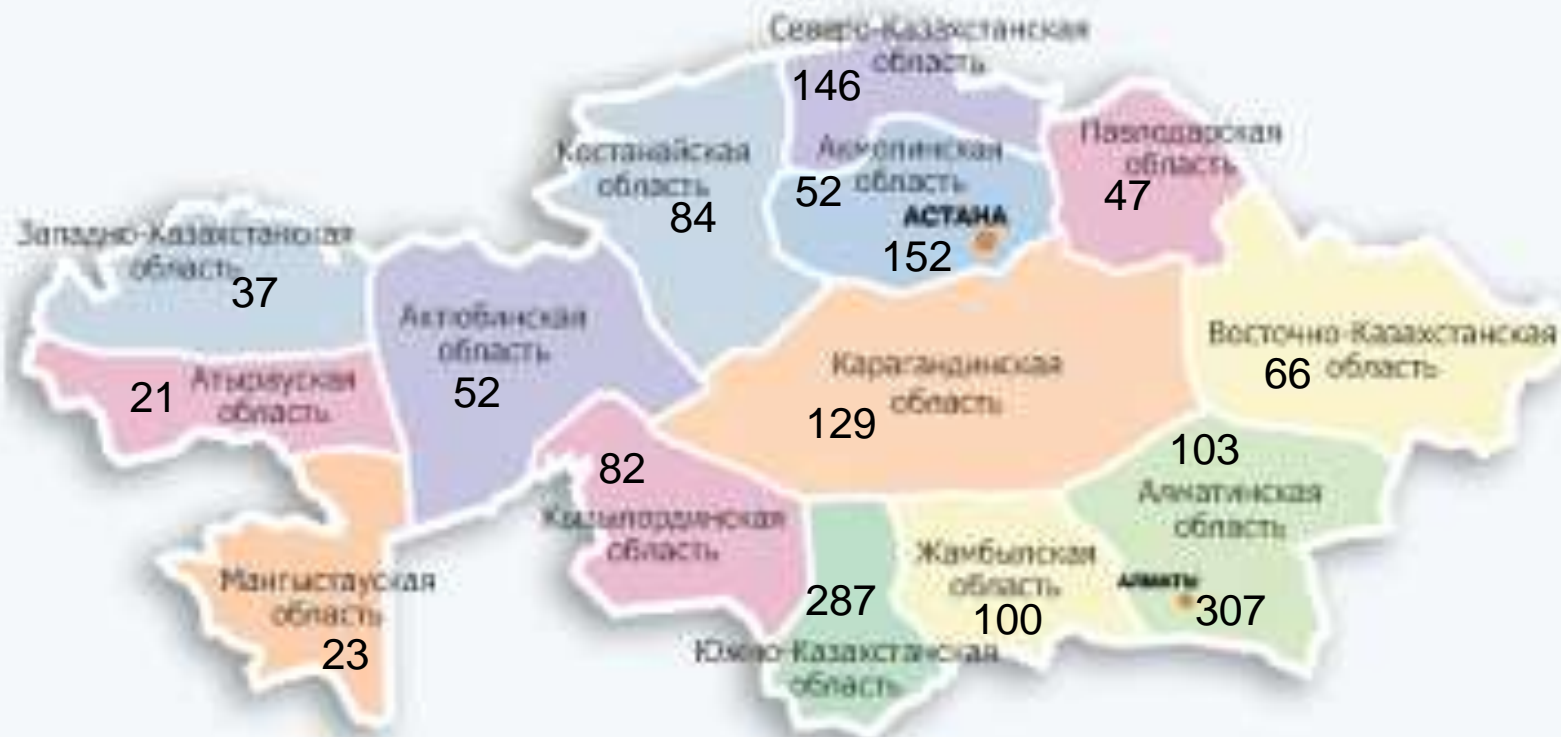 Северо-Казахстанская
область
146
Костанайская
область
84
Акмолинская
52 область
АСТАНА
152
Павлодарская
область
47
Западно-Казахстанская
область
37
Актюбинская
область
52
Восточно-Казахстанская
66 область
Карагандинская
область
129
21 Атырауская
область
103
Алматинская
область
82
Кызылординская
область
Жамбылская
область
100
АЛМАТЫ
307
Мангыстауская
область
23
287
Южно-Казахстанская
область